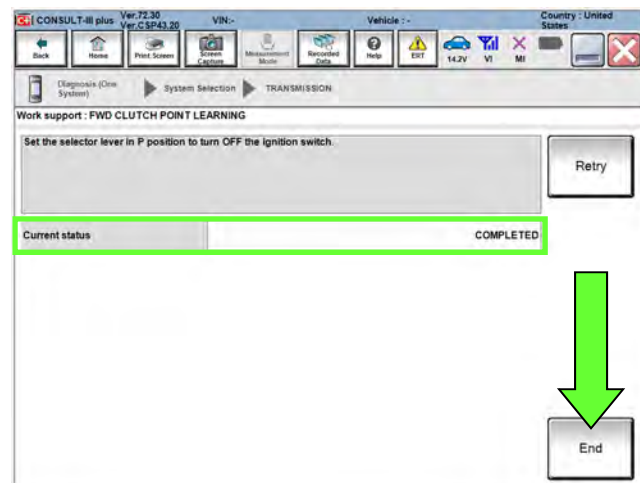 C+ CONSULT-III plus Ver.72.30 VIN:- Vehicle : - Country : United
Ver.CSP43.20 States
Back Home Print Screen Screen Capture Measurement Mode Recorded Data Help ERT 14.2V VI MI
Diagnosis (One System) System Selection TRANSMISSION
Work support : FWD CLUTCH POINT LEARNING
Set the selector lever in P position to turn OFF the ignition switch.
Retry
Current status COMPLETED
End